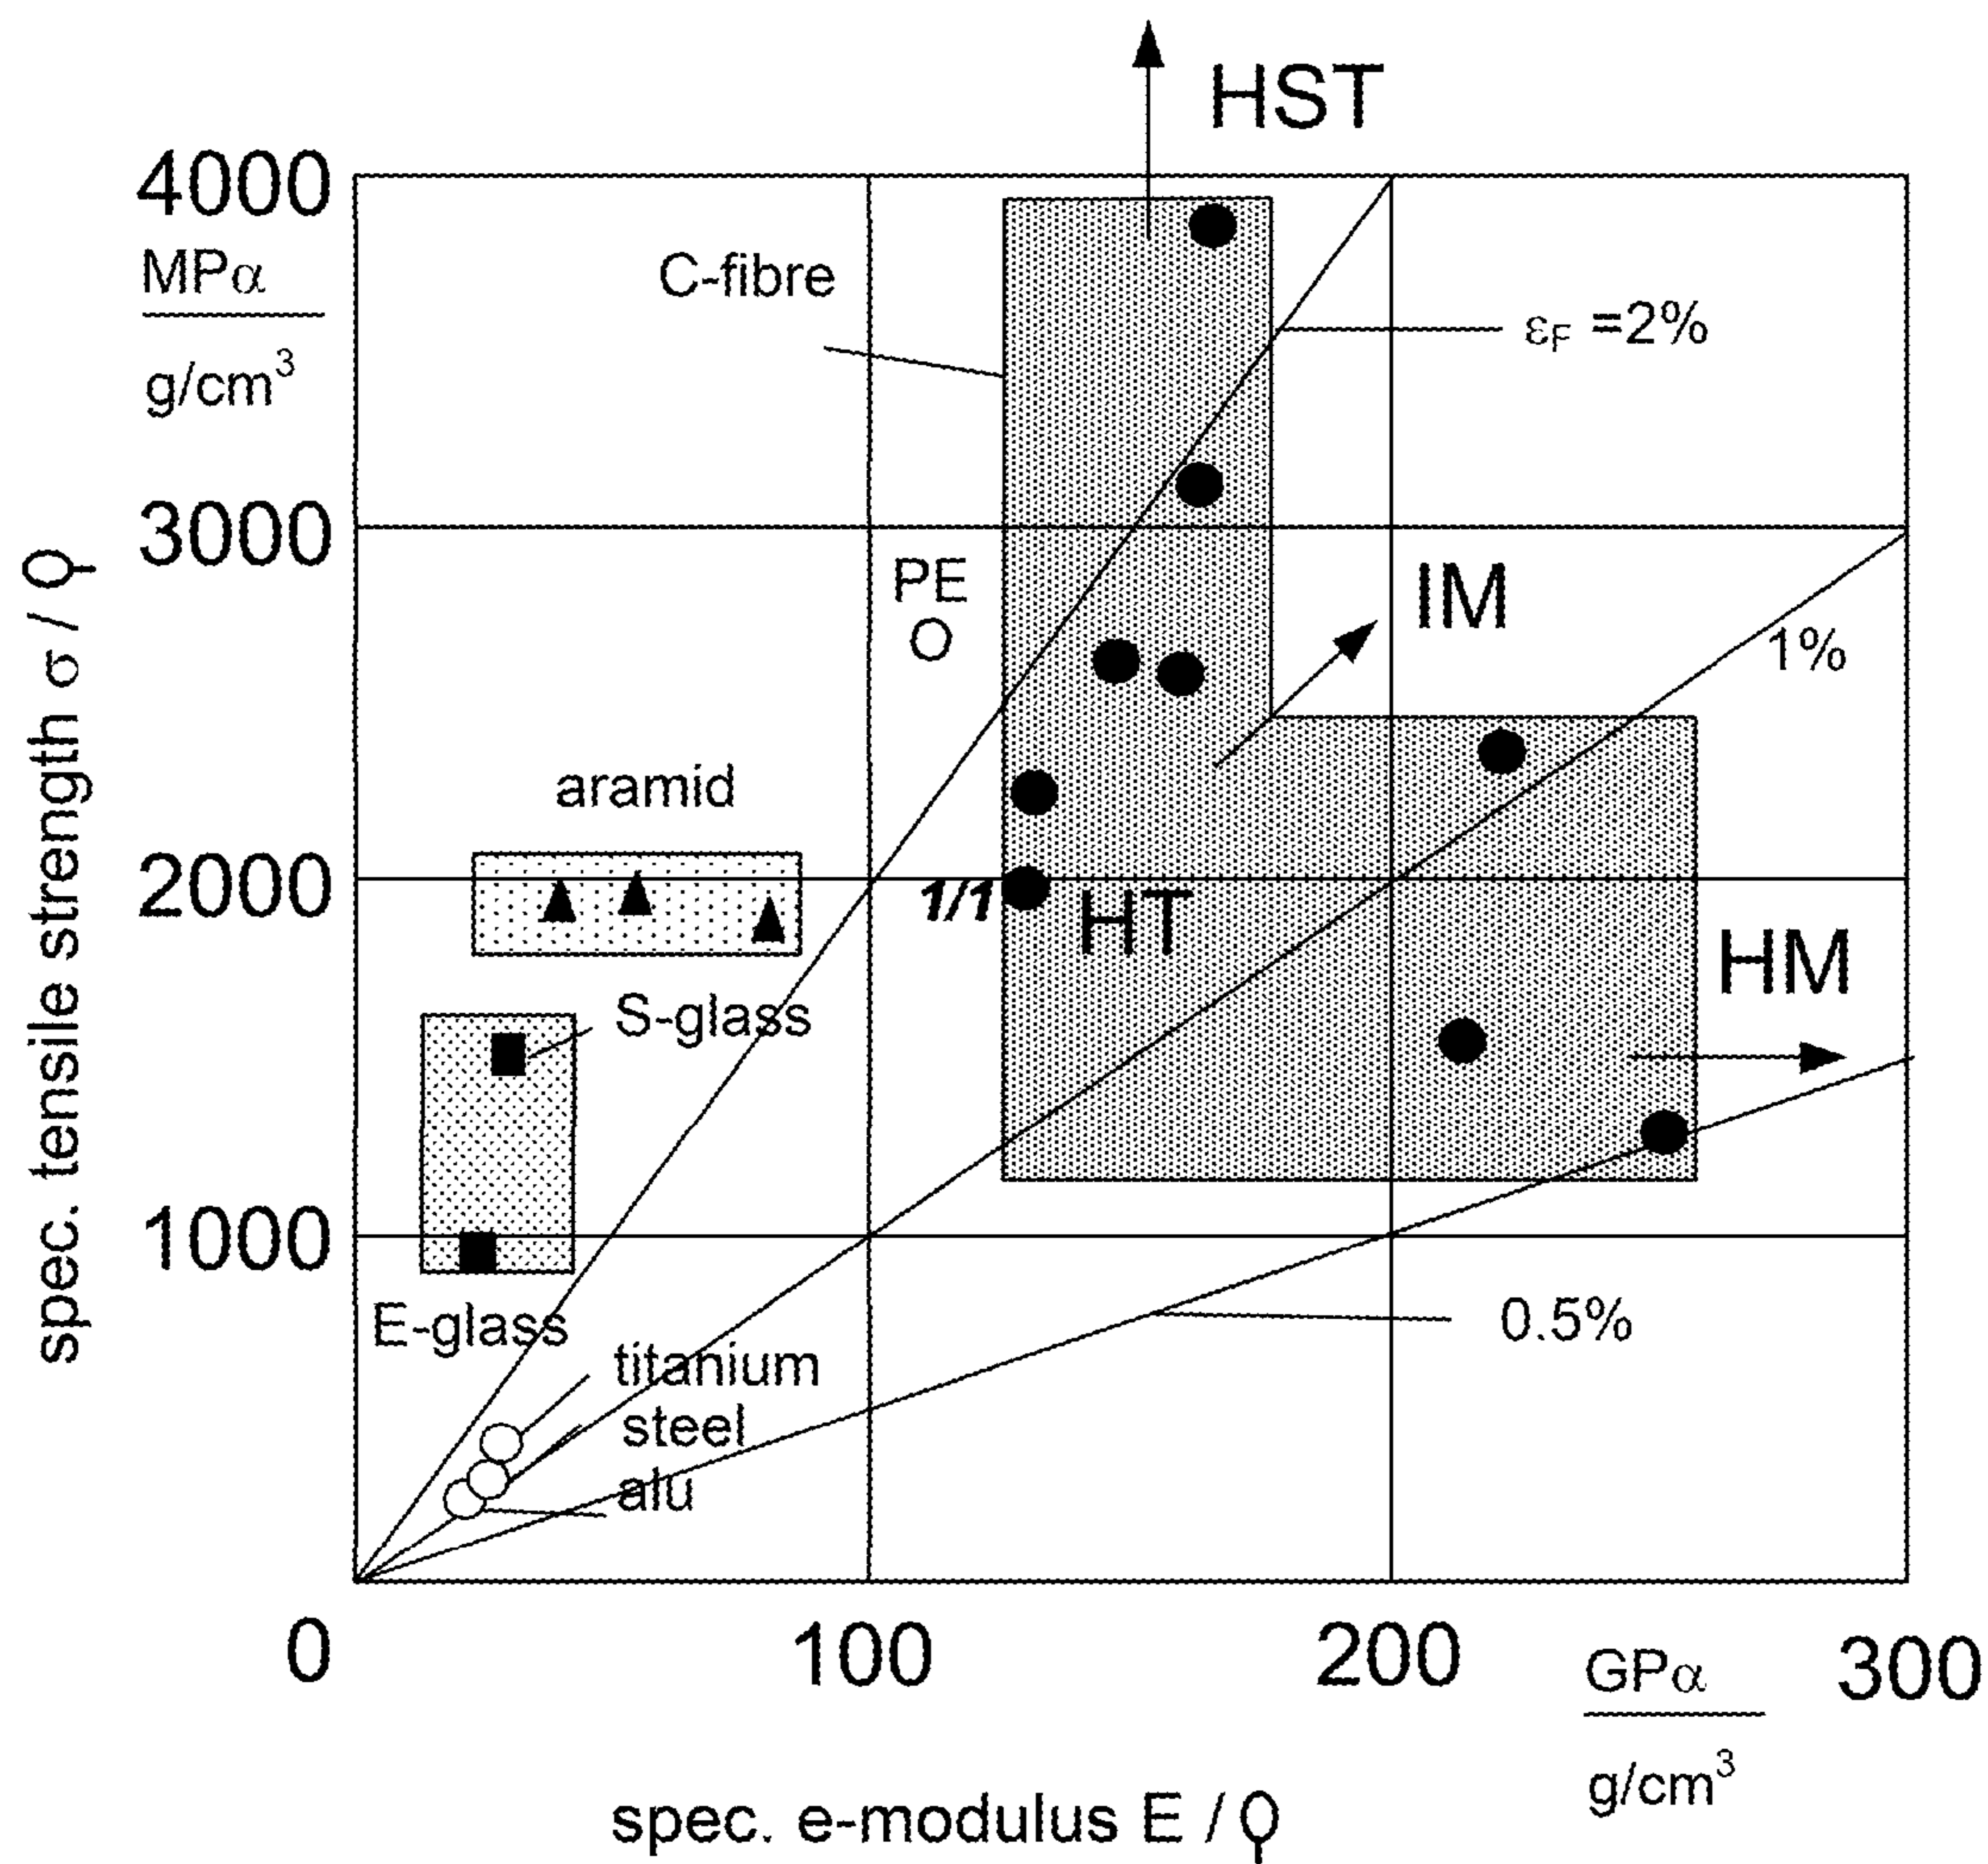 HST
4000
MPα
g/cm³
C-fibre
εF =2%
3000
PE
IM
1%
aramid
2000
1/1
HT
HM
S-glass
1000
E-glass
0.5%
titanium
steel
alu
0
100
200
GPα
g/cm³
300
spec. tensile strength σ / ϙ
spec. e-modulus E / ϙ